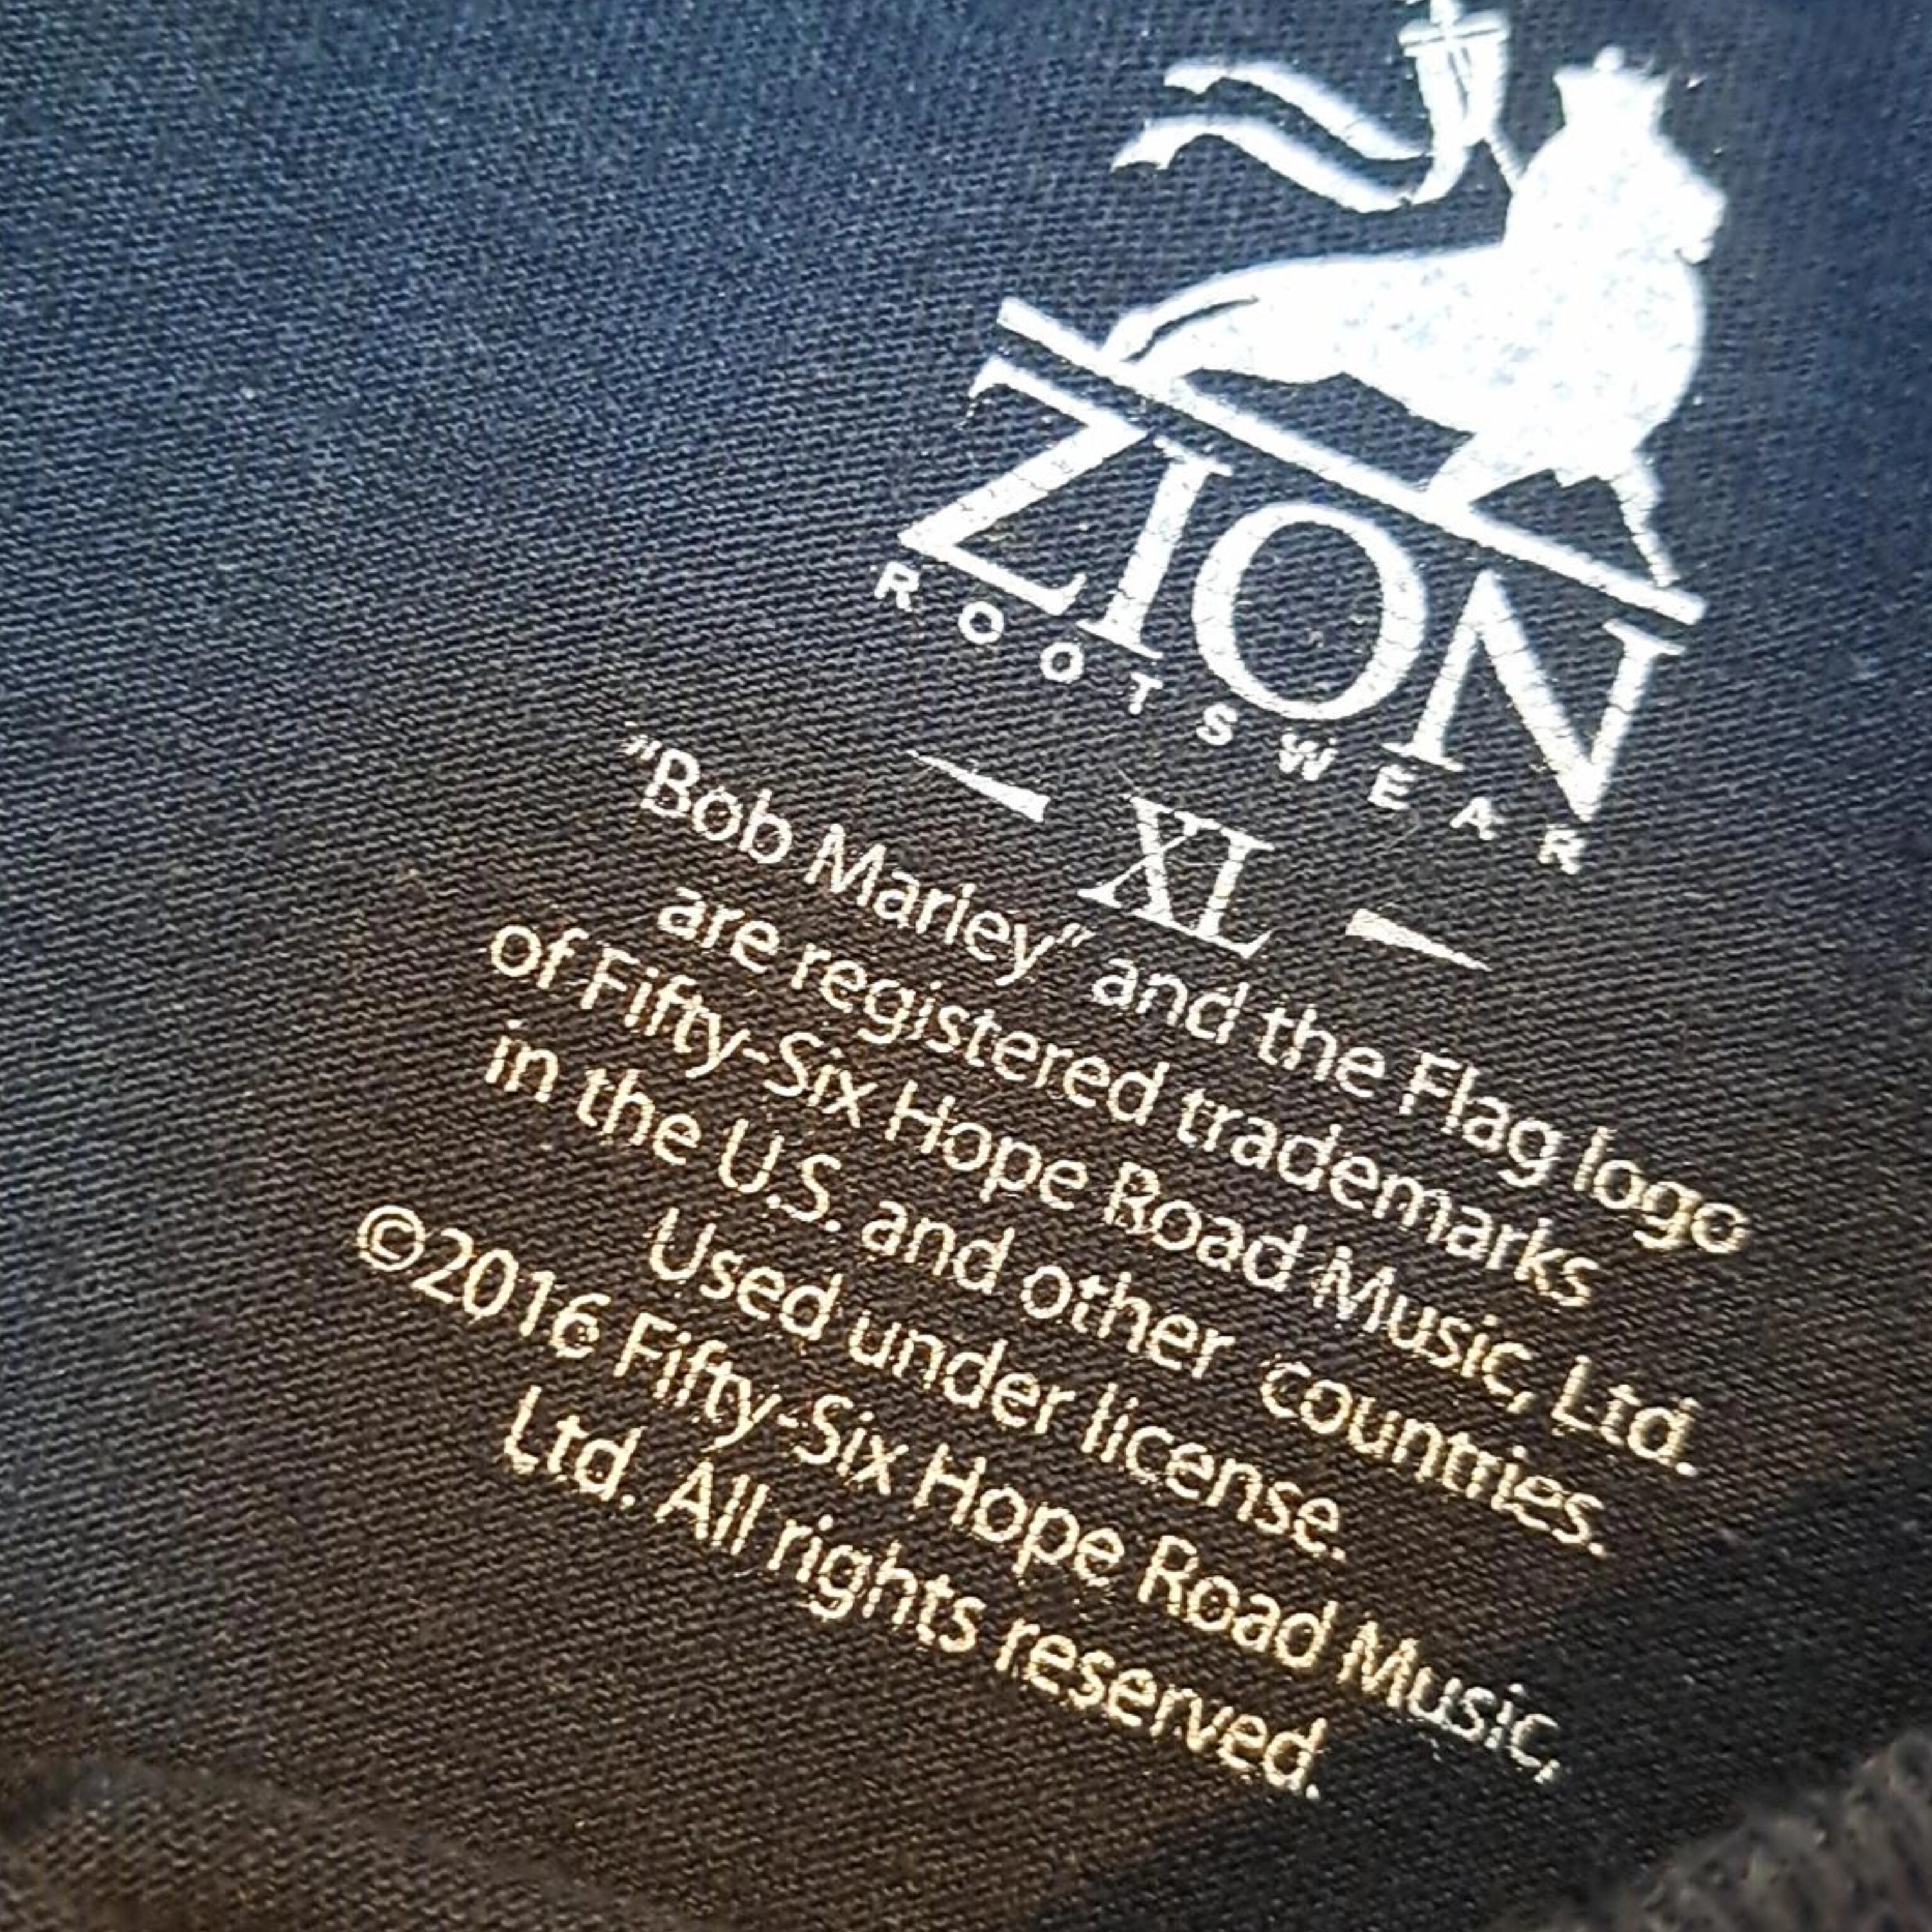 ZION
ROOTSWEAR
XL
"Bob Marley" and the Flag logo
are registered trademarks
of Fifty-Six Hope Road Music, Ltd.
in the U.S. and other countries.
Used under license.
©2016 Fifty-Six Hope Road Music,
Ltd. All rights reserved.